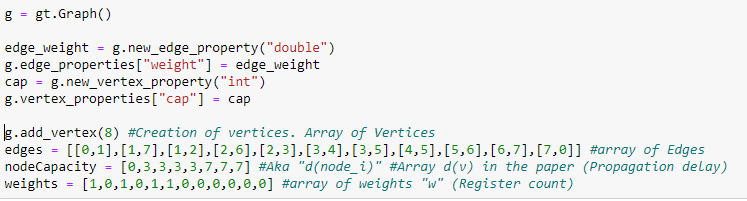 g = gt.Graph()
edge_weight = g.new_edge_property("double")
g.edge_properties["weight"] = edge_weight
cap = g.new_vertex_property("int")
g.vertex_properties["cap"] = cap
g.add_vertex(8) #Creation of vertices. Array of Vertices
edges = [[0,1],[1,7],[1,2],[2,6],[2,3],[3,4],[3,5],[4,5],[5,6],[6,7],[7,0]] #array of Edges
nodeCapacity = [0,3,3,3,3,7,7,7] #Aka "d(node_i)" #Array d(v) in the paper (Propagation delay)
weights = [1,0,1,0,1,1,0,0,0,0,0,0] #array of weights "w" (Register count)